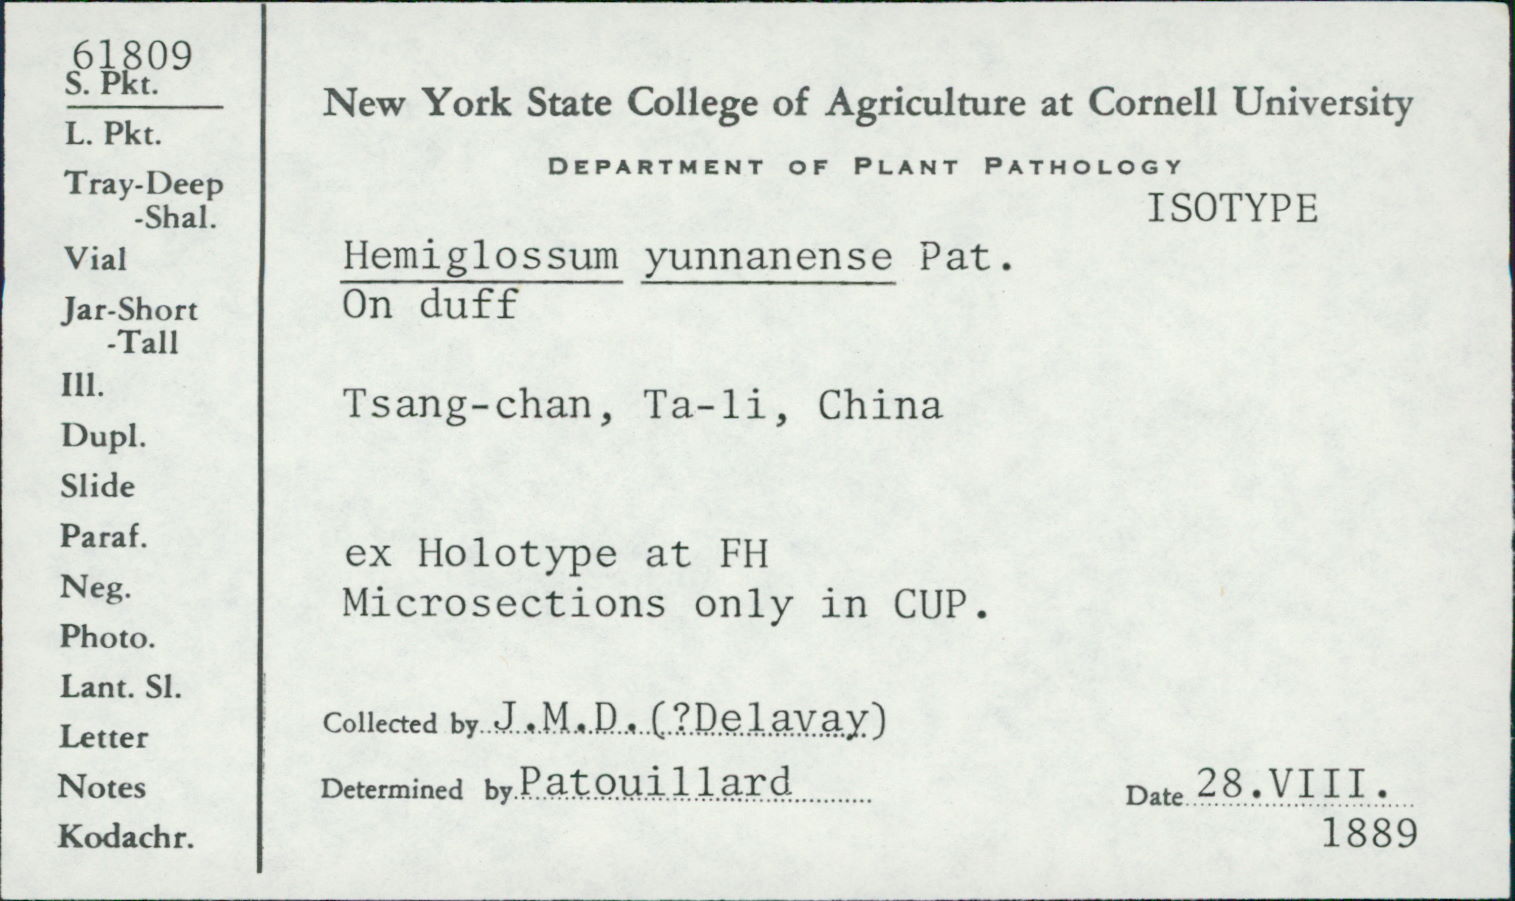 61809
S. Pkt.
L. Pkt.
Tray-Deep
-Shal.
Vial
Jar-Short
-Tall
Ill.
Dupl.
Slide
Paraf.
Neg.
Photo.
Lant. Sl.
Letter
Notes
Kodachr.
New York State College of Agriculture at Cornell University
DEPARTMENT OF PLANT PATHOLOGY
ISOTYPE
Hemiglossum yunnanense Pat.
On duff
Tsang-chan, Ta-li, China
ex Holotype at FH
Microsections only in CUP.
Collected by J.M.D.(?Delavay)
Determined by Patouillard
Date 28.VIII.
1889